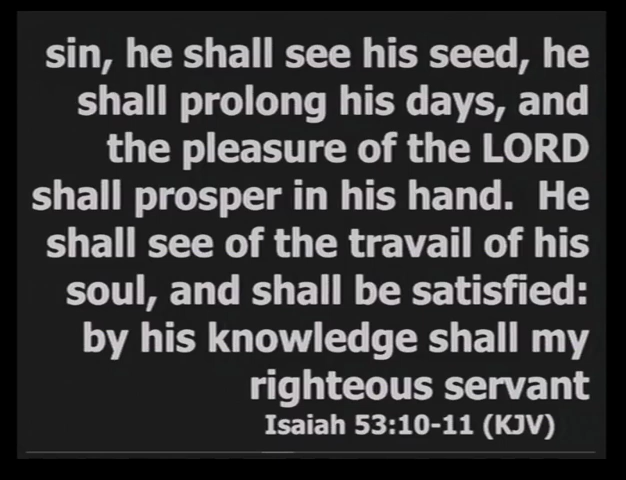 sin, he shall see his seed, he
shall prolong his days, and
the pleasure of the LORD
shall prosper in his hand.  He
shall see of the travail of his
soul, and shall be satisfied:
by his knowledge shall my
righteous servant
Isaiah 53:10-11 (KJV)